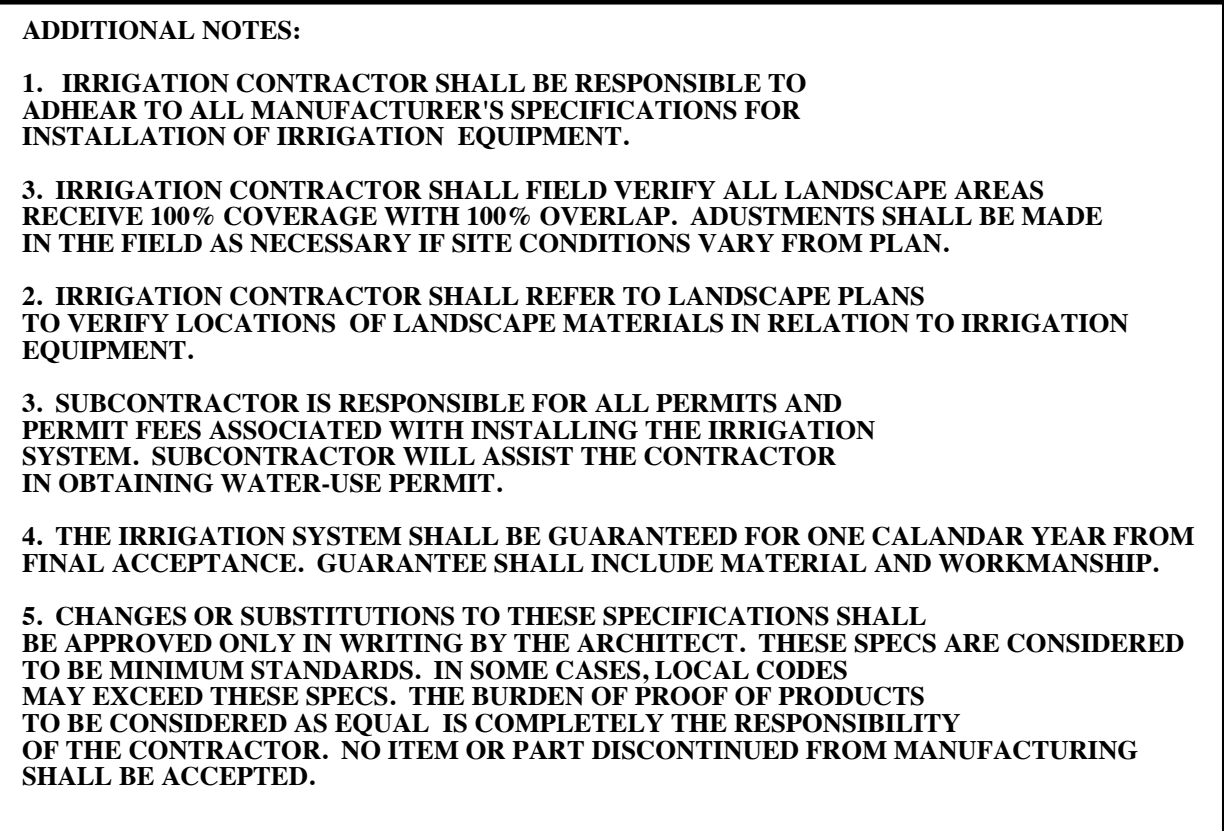 ADDITIONAL NOTES:
1. IRRIGATION CONTRACTOR SHALL BE RESPONSIBLE TO
ADHEAR TO ALL MANUFACTURER'S SPECIFICATIONS FOR
INSTALLATION OF IRRIGATION EQUIPMENT.
3. IRRIGATION CONTRACTOR SHALL FIELD VERIFY ALL LANDSCAPE AREAS
RECEIVE 100% COVERAGE WITH 100% OVERLAP. ADUSTMENTS SHALL BE MADE
IN THE FIELD AS NECESSARY IF SITE CONDITIONS VARY FROM PLAN.
2. IRRIGATION CONTRACTOR SHALL REFER TO LANDSCAPE PLANS
TO VERIFY LOCATIONS OF LANDSCAPE MATERIALS IN RELATION TO IRRIGATION
EQUIPMENT.
3. SUBCONTRACTOR IS RESPONSIBLE FOR ALL PERMITS AND
PERMIT FEES ASSOCIATED WITH INSTALLING THE IRRIGATION
SYSTEM. SUBCONTRACTOR WILL ASSIST THE CONTRACTOR
IN OBTAINING WATER-USE PERMIT.
4. THE IRRIGATION SYSTEM SHALL BE GUARANTEED FOR ONE CALANDAR YEAR FROM
FINAL ACCEPTANCE. GUARANTEE SHALL INCLUDE MATERIAL AND WORKMANSHIP.
5. CHANGES OR SUBSTITUTIONS TO THESE SPECIFICATIONS SHALL
BE APPROVED ONLY IN WRITING BY THE ARCHITECT. THESE SPECS ARE CONSIDERED
TO BE MINIMUM STANDARDS. IN SOME CASES, LOCAL CODES
MAY EXCEED THESE SPECS. THE BURDEN OF PROOF OF PRODUCTS
TO BE CONSIDERED AS EQUAL IS COMPLETELY THE RESPONSIBILITY
OF THE CONTRACTOR. NO ITEM OR PART DISCONTINUED FROM MANUFACTURING
SHALL BE ACCEPTED.